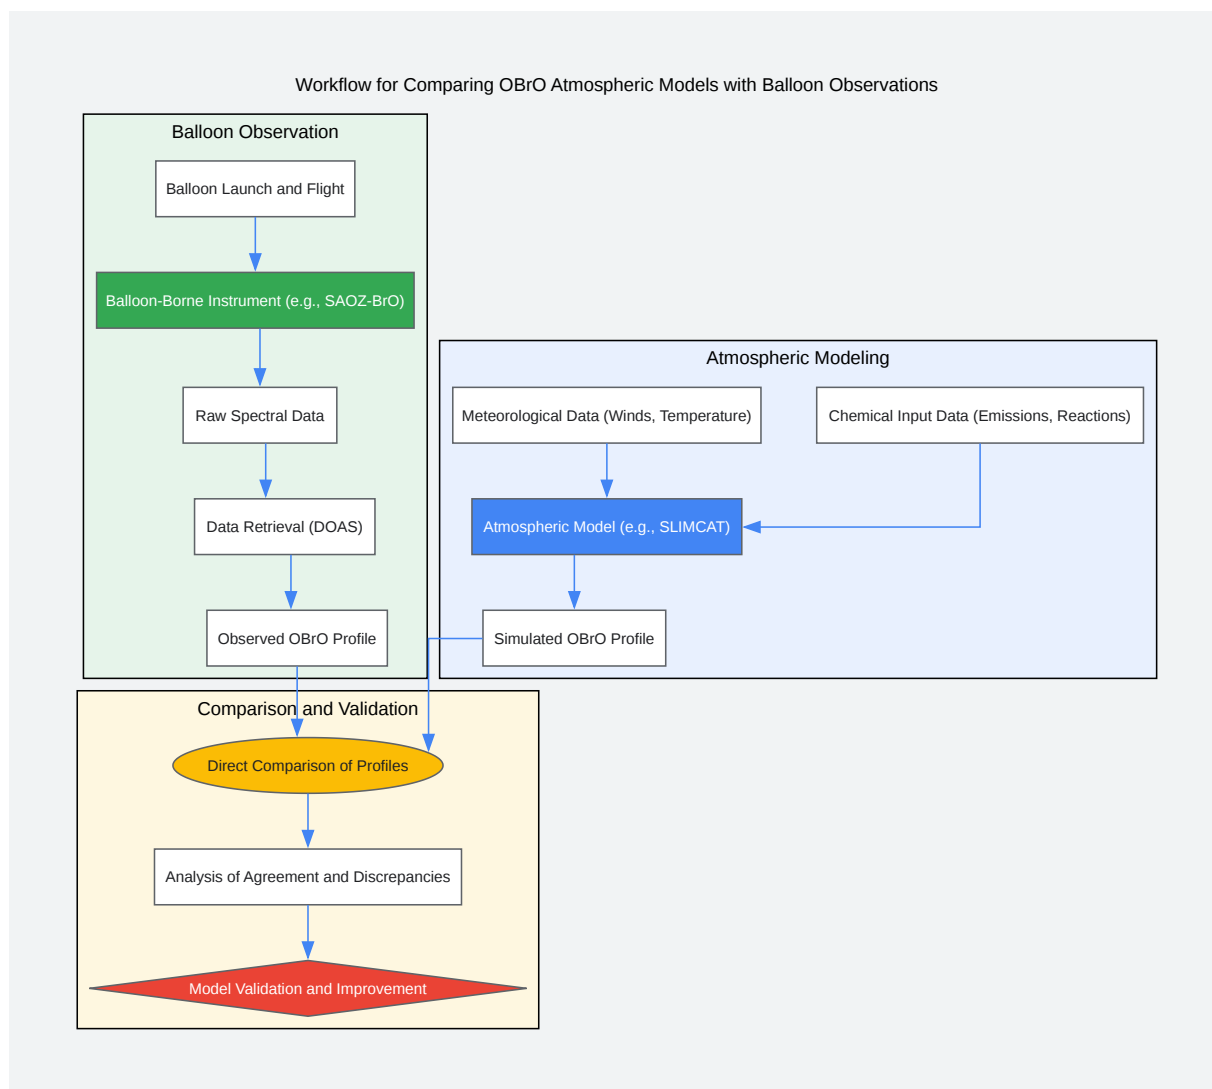 Workflow for Comparing OBrO Atmospheric Models with Balloon Observations
Balloon Observation
Balloon Launch and Flight
Balloon-Borne Instrument (e.g., SAOZ-BrO)
Raw Spectral Data
Data Retrieval (DOAS)
Observed OBrO Profile
Atmospheric Modeling
Meteorological Data (Winds, Temperature)
Chemical Input Data (Emissions, Reactions)
Atmospheric Model (e.g., SLIMCAT)
Simulated OBrO Profile
Comparison and Validation
Direct Comparison of Profiles
Analysis of Agreement and Discrepancies
Model Validation and Improvement